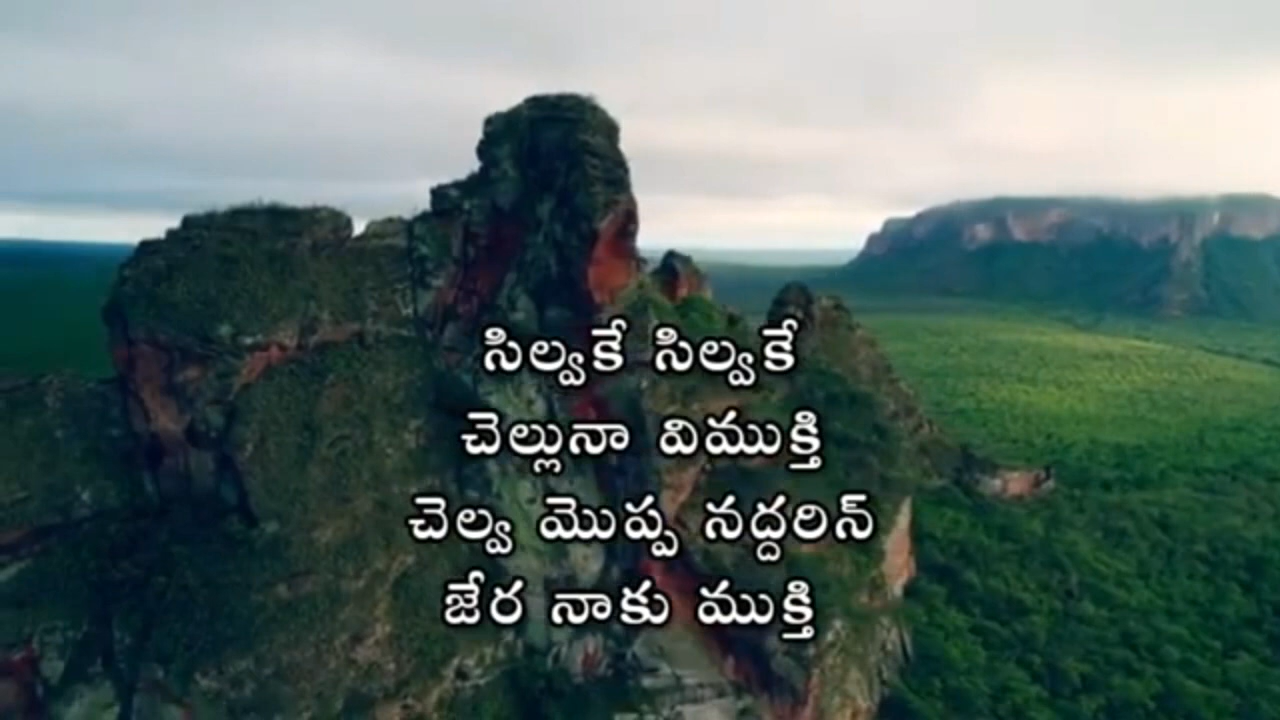 సిల్వకే సిల్వకే
చెల్లునా విముక్తి
చెల్వ మొప్ప నద్దరిన్
జేర నాకు ముక్తి